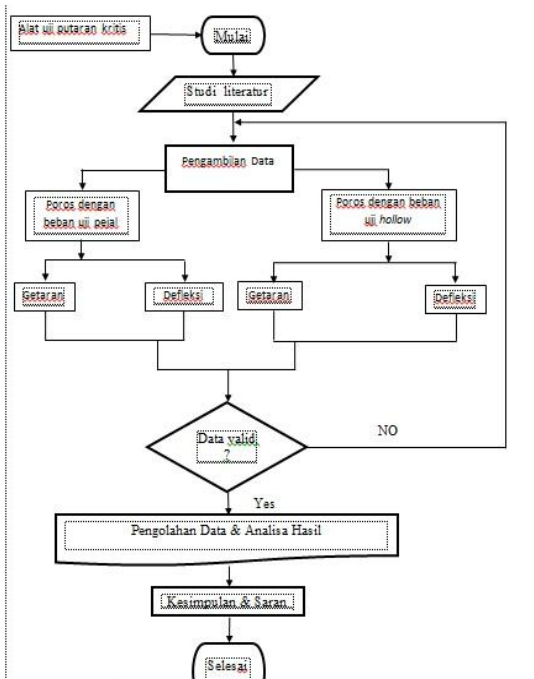 Alat uji putaran kritis
Mulai
Studi literatur
Pengambilan Data
Poros dengan
beban uji pejal
Poros dengan beban
uji hollow
Getaran
Defleksi
Getaran
Defleksi
Data valid
?
NO
Yes
Pengolahan Data & Analisa Hasil
Kesimpulan & Saran
Selesai